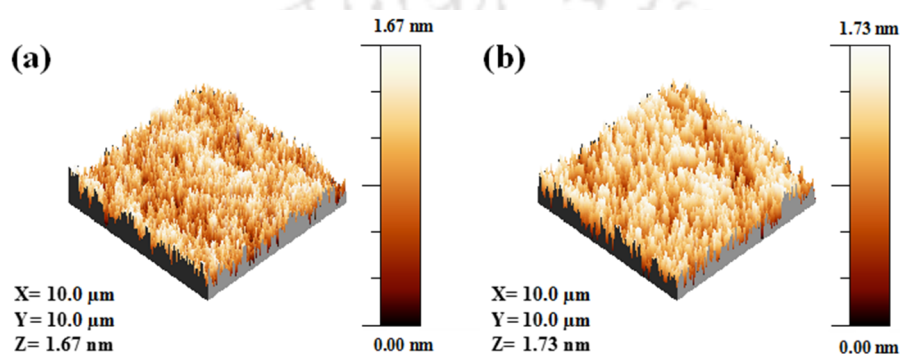 1.67 nm
1.73 nm
(a)
(b)
X= 10.0 µm
Y= 10.0 µm
Z= 1.67 nm
0.00 nm
X= 10.0 µm
Y= 10.0 µm
Z= 1.73 nm
0.00 nm